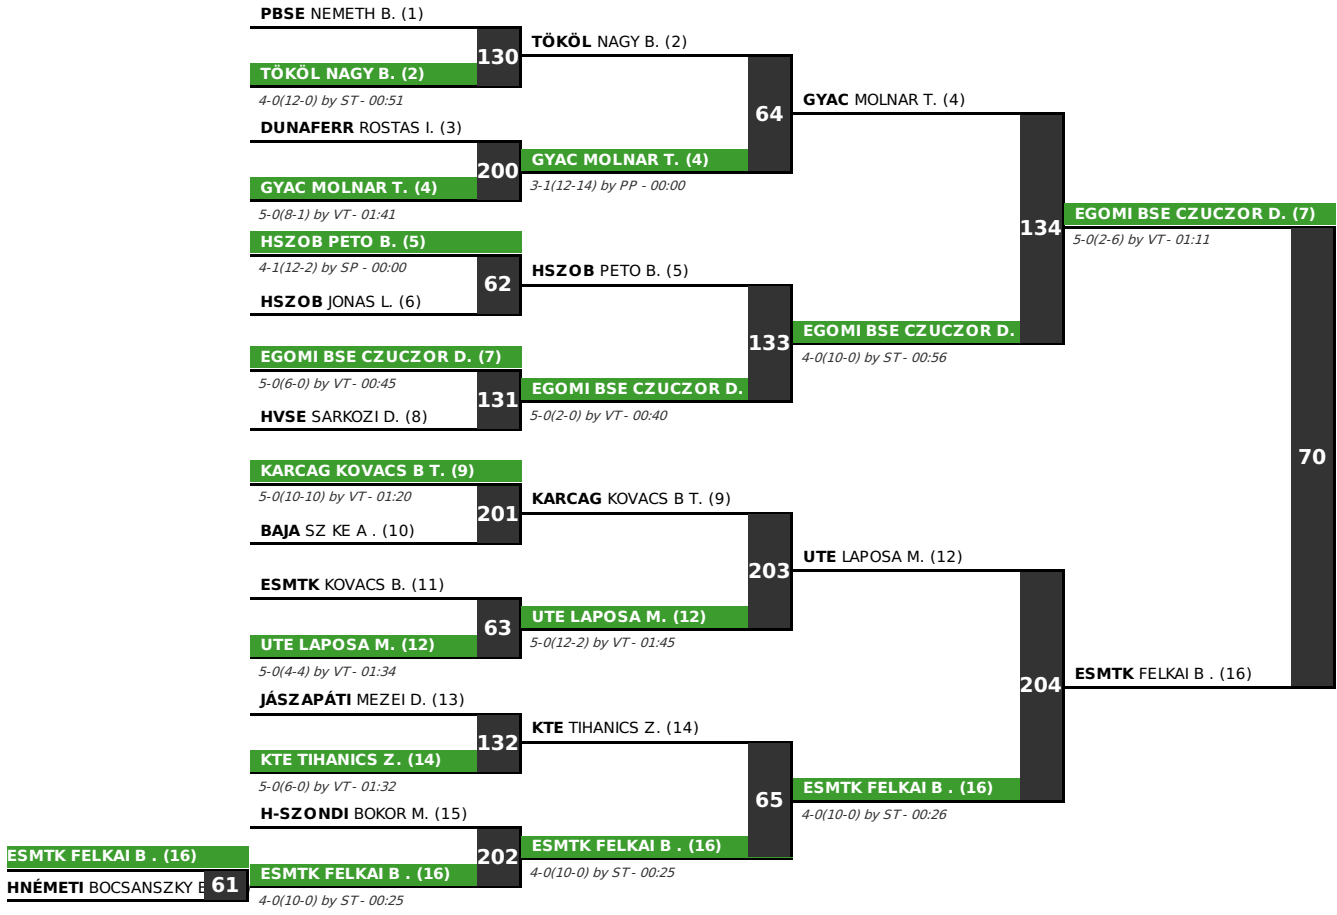 PBSE NEMETH B. (1)
130
TÖKÖL NAGY B. (2)
4-0(12-0) by ST - 00:51
DUNAFERR ROSTAS I. (3)
200
GYAC MOLNAR T. (4)
5-0(8-1) by VT - 01:41
HSZOB PETO B. (5)
4-1(12-2) by SP - 00:00
62
HSZOB JONAS L. (6)
EGOMI BSE CZUCZOR D. (7)
5-0(6-0) by VT - 00:45
131
HVSE SARKOZI D. (8)
KARCAG KOVACS B T. (9)
5-0(10-10) by VT - 01:20
201
BAJA SZ KE A . (10)
ESMTK KOVACS B. (11)
63
UTE LAPOSA M. (12)
5-0(4-4) by VT - 01:34
JÁSZAPÁTI MEZEI D. (13)
132
KTE TIHANICS Z. (14)
5-0(6-0) by VT - 01:32
H-SZONDI BOKOR M. (15)
202
ESMTK FELKAI B . (16)
4-0(10-0) by ST - 00:25
ESMTK FELKAI B . (16)
HNÉMETI BOCSANSZKY
61
TÖKÖL NAGY B. (2)
64
GYAC MOLNAR T. (4)
3-1(12-14) by PP - 00:00
HSZOB PETO B. (5)
133
EGOMI BSE CZUCZOR D.
5-0(2-0) by VT - 00:40
KARCAG KOVACS B T. (9)
203
UTE LAPOSA M. (12)
5-0(12-2) by VT - 01:45
KTE TIHANICS Z. (14)
65
ESMTK FELKAI B . (16)
4-0(10-0) by ST - 00:25
GYAC MOLNAR T. (4)
134
EGOMI BSE CZUCZOR D.
4-0(10-0) by ST - 00:56
UTE LAPOSA M. (12)
204
ESMTK FELKAI B . (16)
4-0(10-0) by ST - 00:26
EGOMI BSE CZUCZOR D. (7)
5-0(2-6) by VT - 01:11
70
ESMTK FELKAI B . (16)